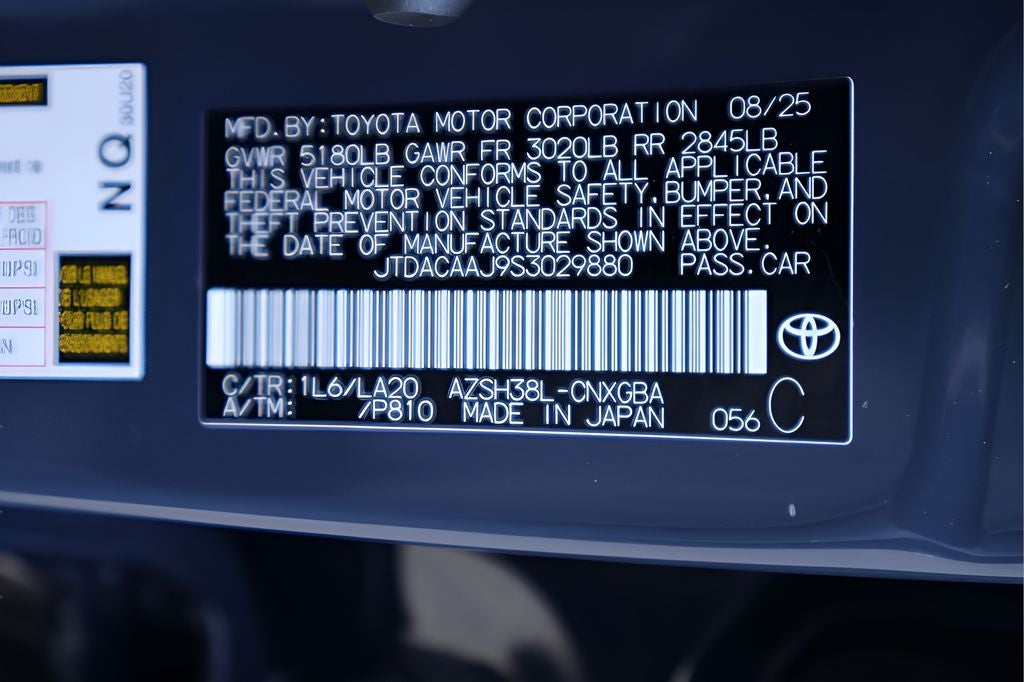 NQ
30U20
MFD.BY:TOYOTA MOTOR CORPORATION 08/25
GVWR 5180LB GAWR FR 3020LB RR 2845LB
THIS VEHICLE CONFORMS TO ALL APPLICABLE
FEDERAL MOTOR VEHICLE SAFETY,BUMPER,AND
THEFT PREVENTION STANDARDS IN EFFECT ON
THE DATE OF MANUFACTURE SHOWN ABOVE.
JTDACAAJ9S3029880 PASS.CAR
C/TR:1L6/LA20 AZSH38L-CNXGBA
A/TM: /P810 MADE IN JAPAN 056 C